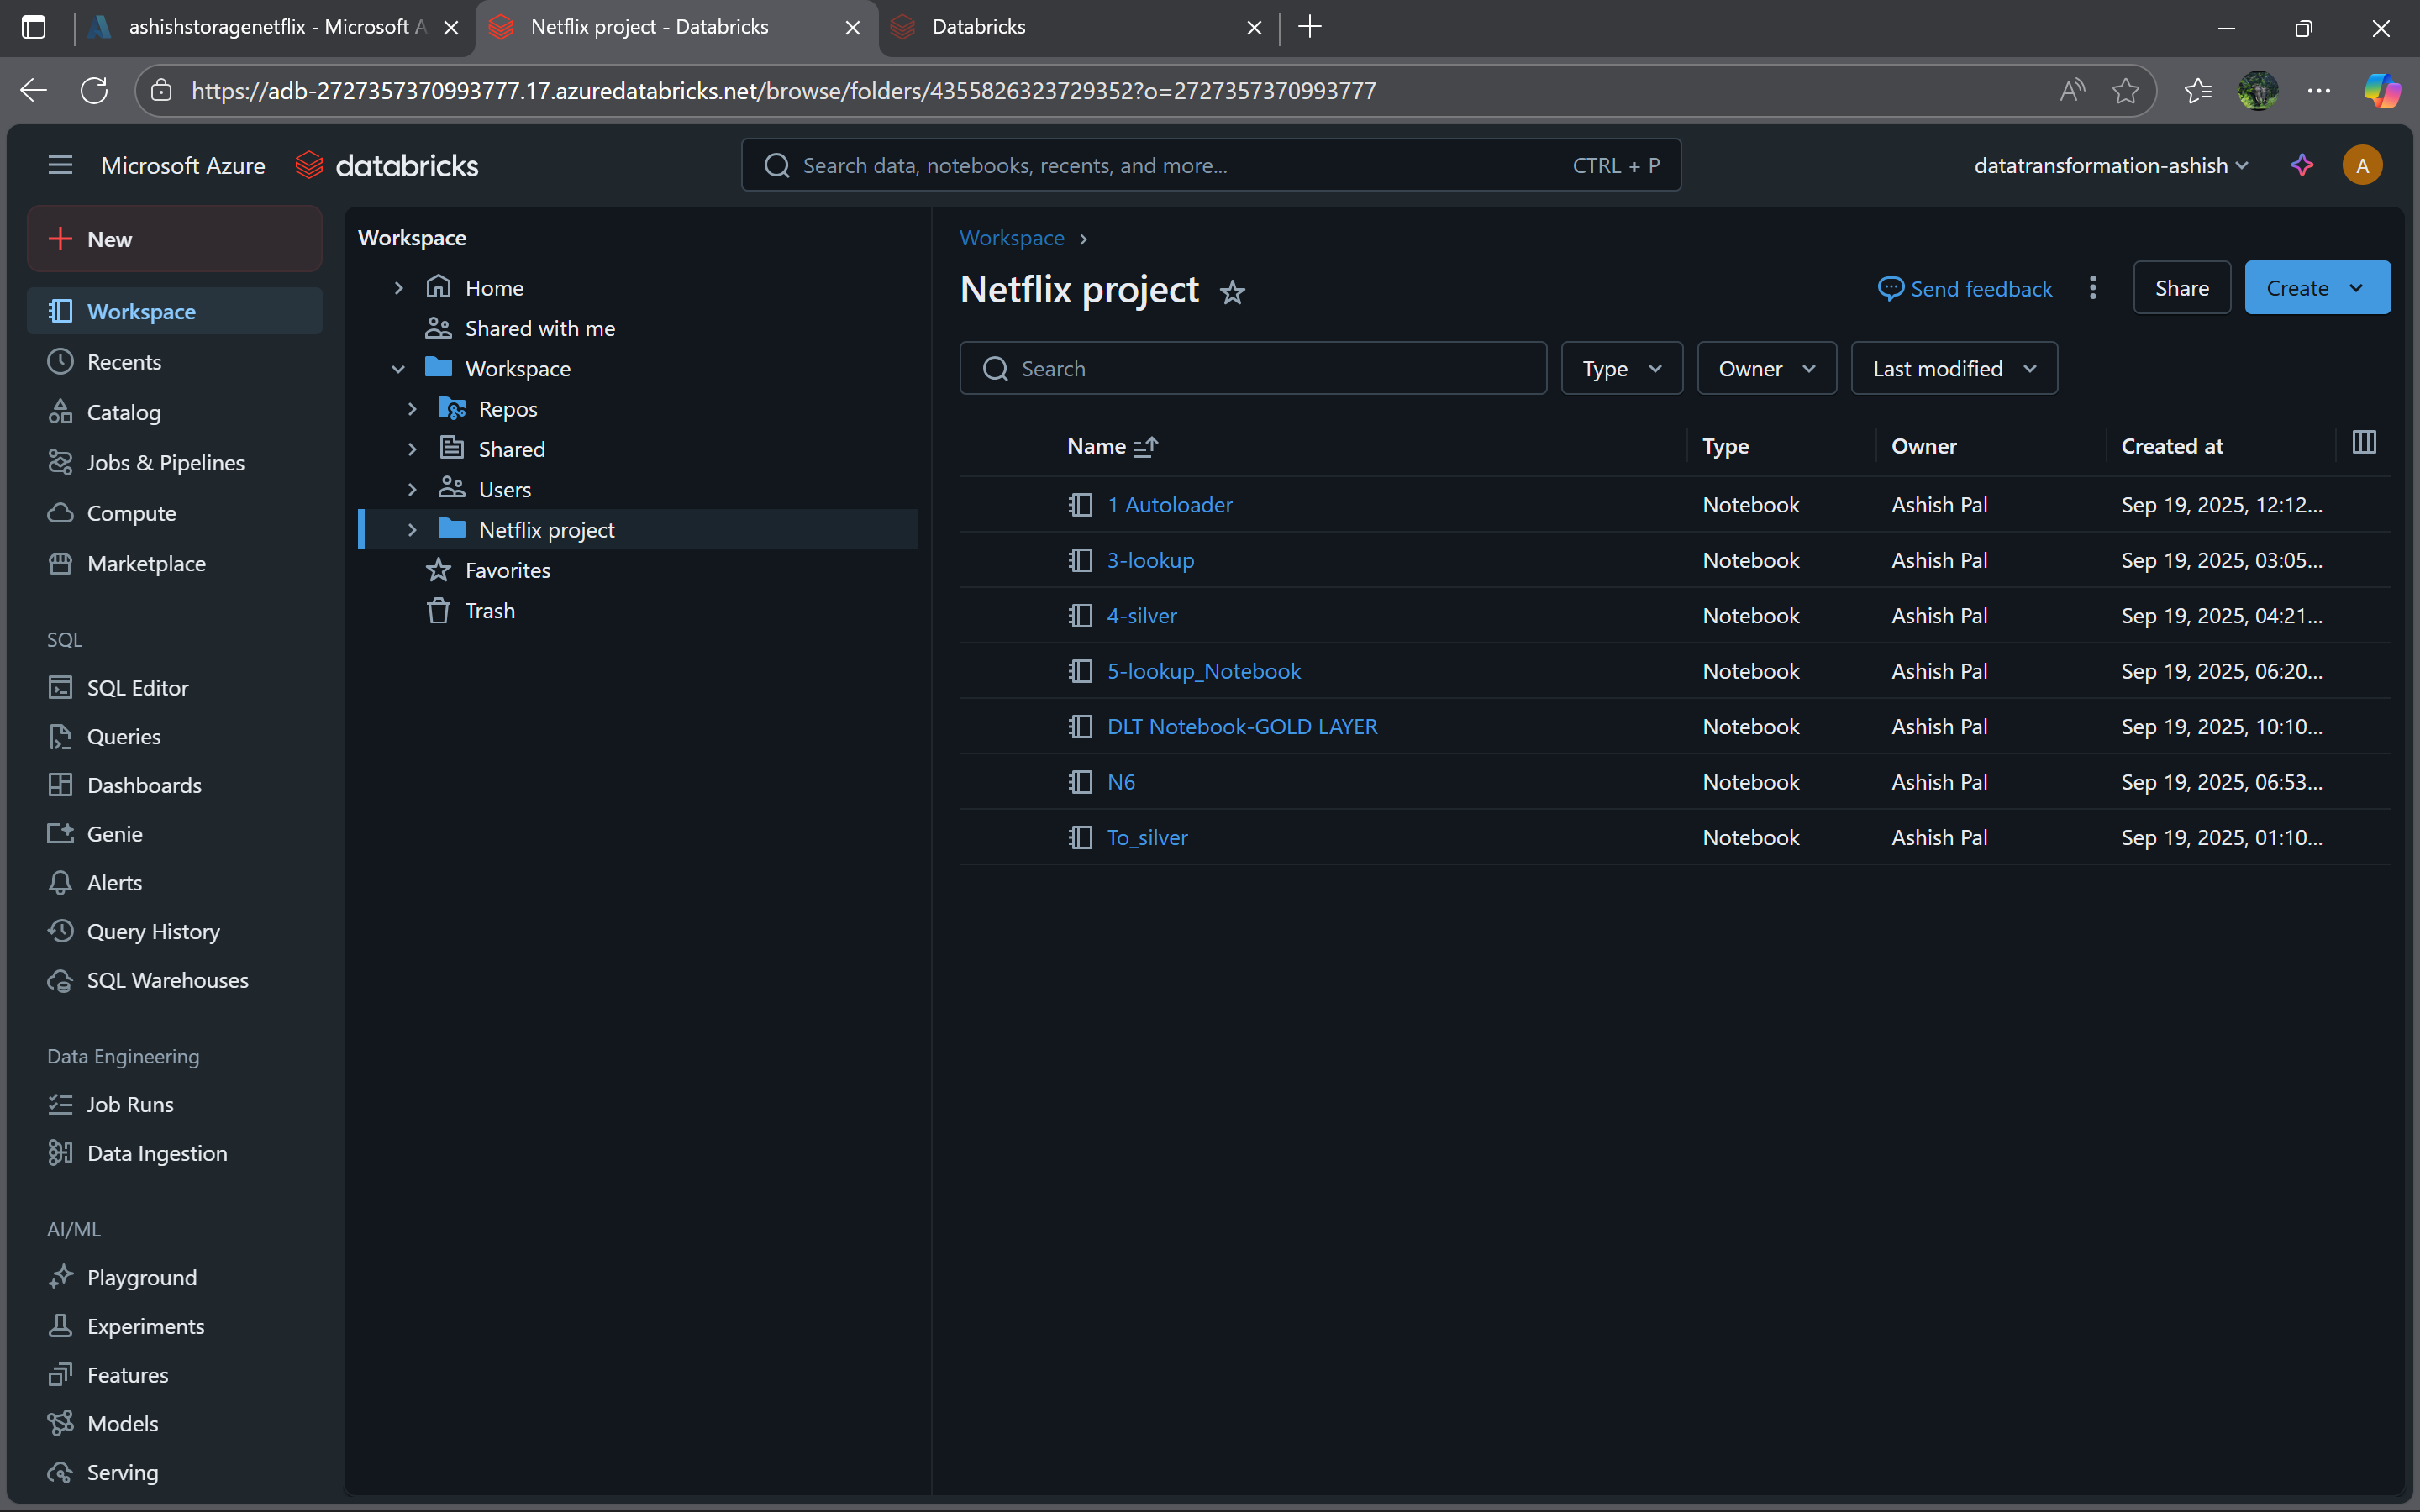 ashishstoragenetflix - Microsoft A
Netflix project - Databricks
Databricks
https://adb-2727357370993777.17.azuredatabricks.net/browse/folders/4355826323729352?o=2727357370993777
Microsoft Azure databricks
Search data, notebooks, recents, and more... CTRL + P
datatransformation-ashish
A
New
Workspace
Recents
Catalog
Jobs & Pipelines
Compute
Marketplace
SQL
SQL Editor
Queries
Dashboards
Genie
Alerts
Query History
SQL Warehouses
Data Engineering
Job Runs
Data Ingestion
AI/ML
Playground
Experiments
Features
Models
Serving
Workspace
Home
Shared with me
Workspace
Repos
Shared
Users
Netflix project
Favorites
Trash
Workspace ›
Netflix project
Send feedback
Share
Create
Search
Type
Owner
Last modified
Name Type Owner Created at
1 Autoloader Notebook Ashish Pal Sep 19, 2025, 12:12...
3-lookup Notebook Ashish Pal Sep 19, 2025, 03:05...
4-silver Notebook Ashish Pal Sep 19, 2025, 04:21...
5-lookup_Notebook Notebook Ashish Pal Sep 19, 2025, 06:20...
DLT Notebook-GOLD LAYER Notebook Ashish Pal Sep 19, 2025, 10:10...
N6 Notebook Ashish Pal Sep 19, 2025, 06:53...
To_silver Notebook Ashish Pal Sep 19, 2025, 01:10...